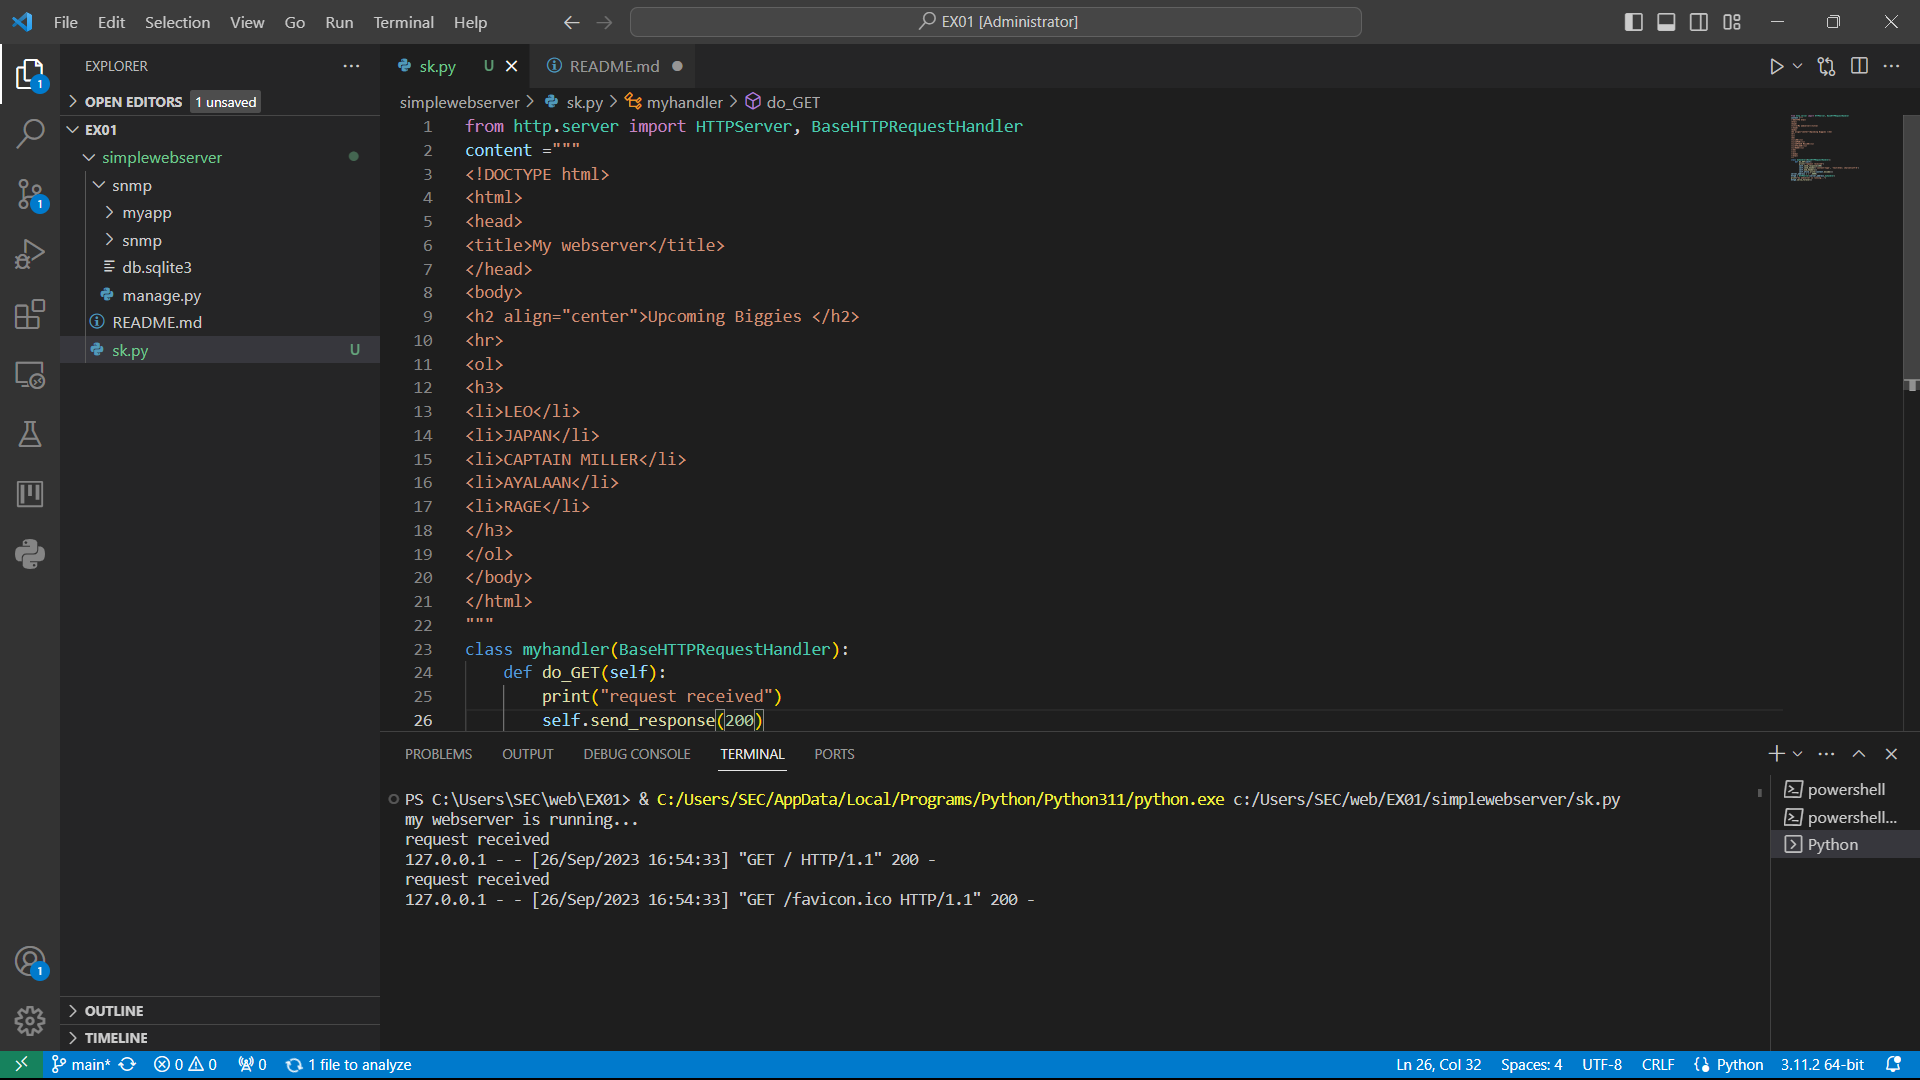 File Edit Selection View Go Run Terminal Help EX01 [Administrator]
EXPLORER
OPEN EDITORS 1 unsaved
EX01
simplewebserver
snmp
myapp
snmp
db.sqlite3
manage.py
README.md
sk.py U
OUTLINE
TIMELINE
1
1
1
sk.py U README.md
simplewebserver sk.py myhandler do_GET
1 from http.server import HTTPServer, BaseHTTPRequestHandler
2 content ="""
3 <!DOCTYPE html>
4 <html>
5 <head>
6 <title>My webserver</title>
7 </head>
8 <body>
9 <h2 align="center">Upcoming Biggies </h2>
10 <hr>
11 <ol>
12 <h3>
13 <li>LEO</li>
14 <li>JAPAN</li>
15 <li>CAPTAIN MILLER</li>
16 <li>AYALAAN</li>
17 <li>RAGE</li>
18 </h3>
19 </ol>
20 </body>
21 </html>
22 """
23 class myhandler(BaseHTTPRequestHandler):
24     def do_GET(self):
25         print("request received")
26         self.send_response(200)
PROBLEMS OUTPUT DEBUG CONSOLE TERMINAL PORTS
PS C:\Users\SEC\web\EX01> & C:/Users/SEC/AppData/Local/Programs/Python/Python311/python.exe c:/Users/SEC/web/EX01/simplewebserver/sk.py
my webserver is running...
request received
127.0.0.1 - - [26/Sep/2023 16:54:33] "GET / HTTP/1.1" 200 -
request received
127.0.0.1 - - [26/Sep/2023 16:54:33] "GET /favicon.ico HTTP/1.1" 200 -
powershell
powershell...
Python
main* 0 0 0 1 file to analyze Ln 26, Col 32 Spaces: 4 UTF-8 CRLF Python 3.11.2 64-bit